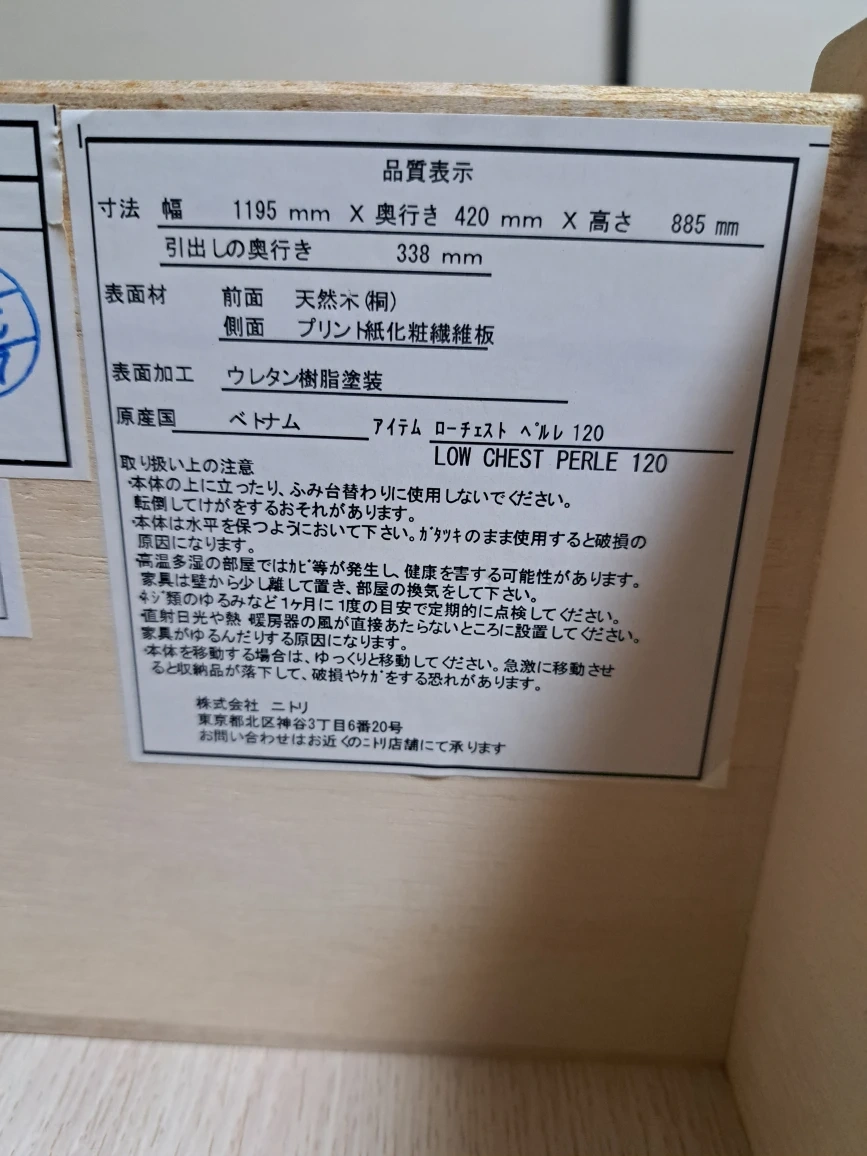 品質表示
寸法 幅 1195 mm X 奥行き 420 mm X 高さ 885 mm
引出しの奥行き 338 mm
表面材 前面 天然木(桐)
側面 プリント紙化粧繊維板
表面加工 ウレタン樹脂塗装
原産国 ベトナム アイテム ローチェスト ペルレ 120
LOW CHEST PERLE 120
取り扱い上の注意
・本体の上に立ったり、ふみ台替わりに使用しないでください。
転倒してけがをするおそれがあります。
・本体は水平を保つようにおいて下さい。ガタツキのまま使用すると破損の
原因になります。
・高温多湿の部屋ではカビ等が発生し、健康を害する可能性があります。
家具は壁から少し離して置き、部屋の換気をして下さい。
・ネジ類のゆるみなど1ヶ月に1度の目安で定期的に点検してください。
・直射日光や熱・暖房器の風が直接あたらないところに設置してください。
家具がゆるんだりする原因になります。
・本体を移動する場合は、ゆっくりと移動してください。急激に移動させ
ると収納品が落下して、破損やケガをする恐れがあります。
株式会社 ニトリ
東京都北区神谷3丁目6番20号
お問い合わせはお近くのニトリ店舗にて承ります